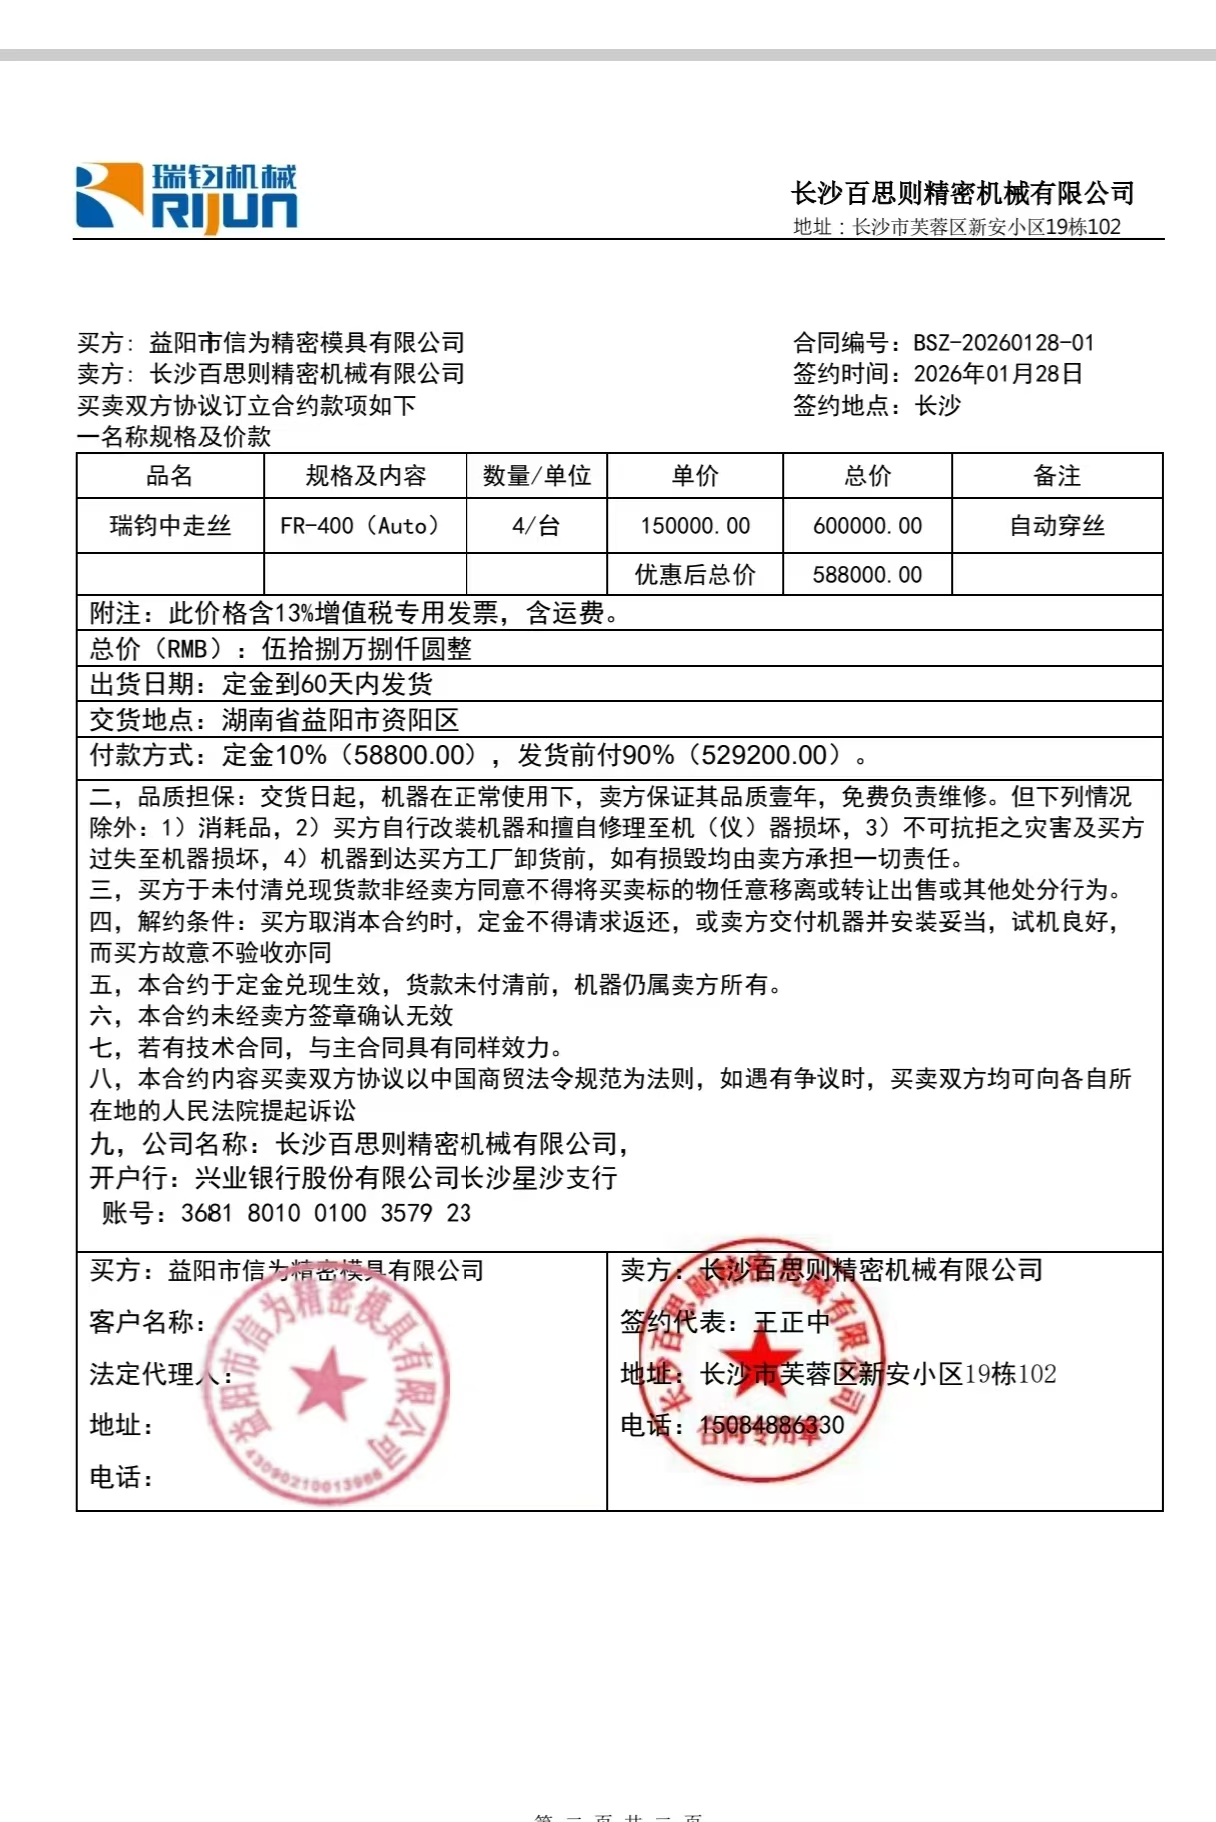 瑞钧机械
RIJUN
长沙百思则精密机械有限公司
地址：长沙市芙蓉区新安小区19栋102
买方：益阳市信为精密模具有限公司
合同编号：BSZ-20260128-01
卖方：长沙百思则精密机械有限公司
签约时间：2026年01月28日
买卖双方协议订立合约款项如下
签约地点：长沙
一名称规格及价款
品名 规格及内容 数量/单位 单价 总价 备注
瑞钧中走丝 FR-400（Auto） 4/台 150000.00 600000.00 自动穿丝
优惠后总价 588000.00
附注：此价格含13%增值税专用发票，含运费。
总价（RMB）：伍拾捌万捌仟圆整
出货日期：定金到60天内发货
交货地点：湖南省益阳市资阳区
付款方式：定金10%（58800.00），发货前付90%（529200.00）。
二，品质担保：交货日起，机器在正常使用下，卖方保证其品质壹年，免费负责维修。但下列情况
除外：1）消耗品，2）买方自行改装机器和擅自修理至机（仪）器损坏，3）不可抗拒之灾害及买方
过失至机器损坏，4）机器到达买方工厂卸货前，如有损毁均由卖方承担一切责任。
三，买方于未付清兑现货款非经卖方同意不得将买卖标的物任意移离或转让出售或其他处分行为。
四，解约条件：买方取消本合约时，定金不得请求返还，或卖方交付机器并安装妥当，试机良好，
而买方故意不验收亦同
五，本合约于定金兑现生效，货款未付清前，机器仍属卖方所有。
六，本合约未经卖方签章确认无效
七，若有技术合同，与主合同具有同样效力。
八，本合约内容买卖双方协议以中国商贸法令规范为法则，如遇有争议时，买卖双方均可向各自所
在地的人民法院提起诉讼
九，公司名称：长沙百思则精密机械有限公司，
开户行：兴业银行股份有限公司长沙星沙支行
账号：3681 8010 0100 3579 23
买方：益阳市信为精密模具有限公司
客户名称：
法定代理人：
地址：
电话：
益阳市信为精密模具有限公司
43090210013966
卖方：长沙百思则精密机械有限公司
签约代表：王正中
地址：长沙市芙蓉区新安小区19栋102
电话：15084886330
长沙百思则精密机械有限公司
合同专用章